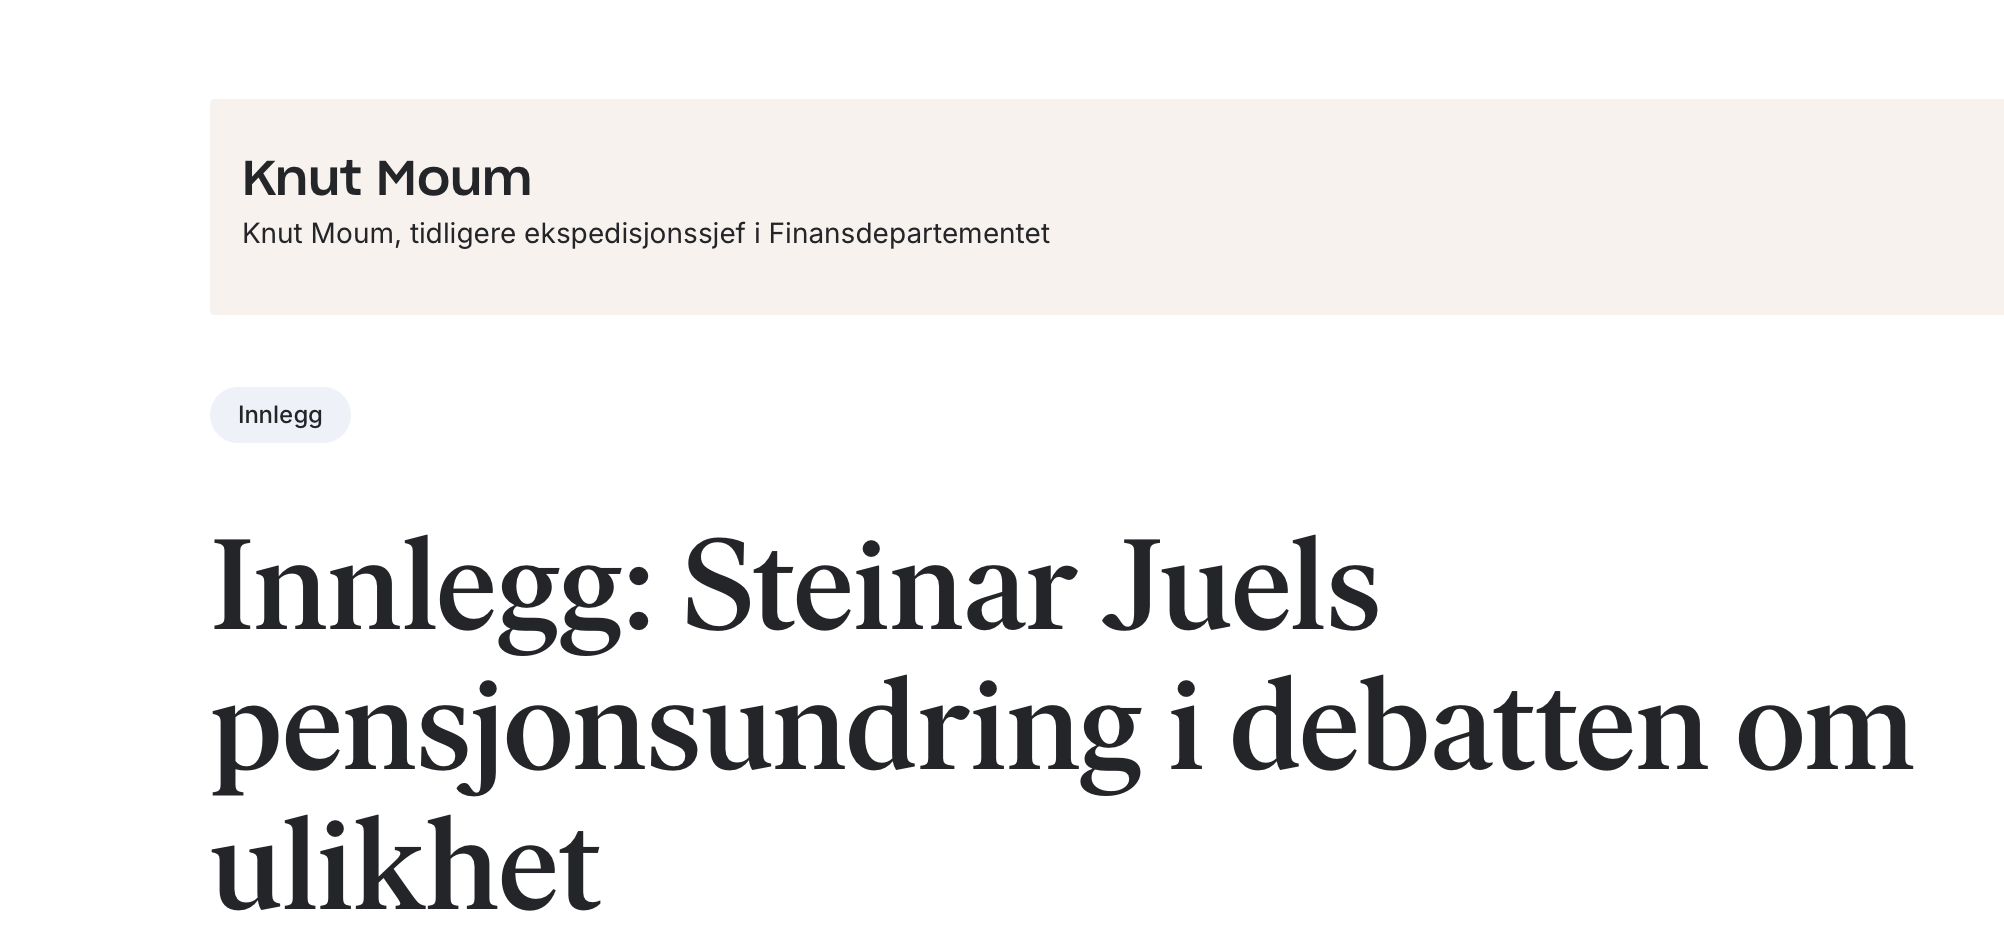 Knut Moum
Knut Moum, tidligere ekspedisjonssjef i Finansdepartementet
Innlegg
Innlegg: Steinar Juels
pensjonsundring i debatten om
ulikhet